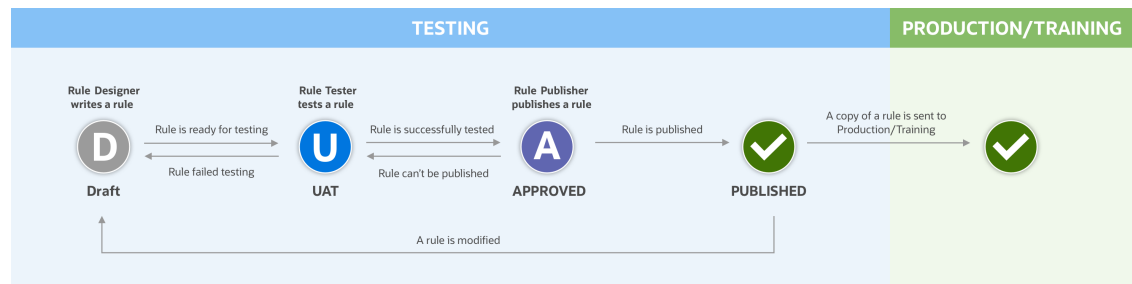 TESTING
PRODUCTION/TRAINING
Rule Designer
writes a rule
Rule Tester
tests a rule
Rule Publisher
publishes a rule
A copy of a rule is sent to
Production/Training
D
Rule is ready for testing
Rule failed testing
U
Rule is successfully tested
Rule can't be published
A
Rule is published
Draft
UAT
APPROVED
PUBLISHED
A rule is modified